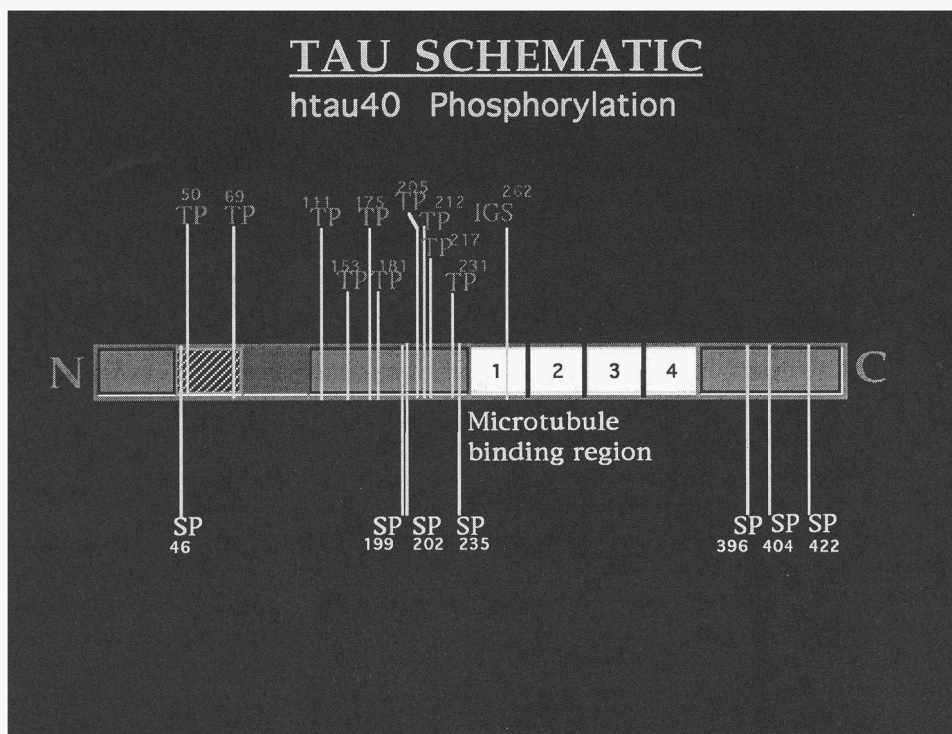 TAU SCHEMATIC
htau40 Phosphorylation
50 69 111 175 205 212 262
TP TP TP TP TP TP IGS
217
TP
153 181 231
TP TP TP
N 1 2 3 4 C
Microtubule
binding region
SP SP SP SP SP SP SP
46 199 202 235 396 404 422